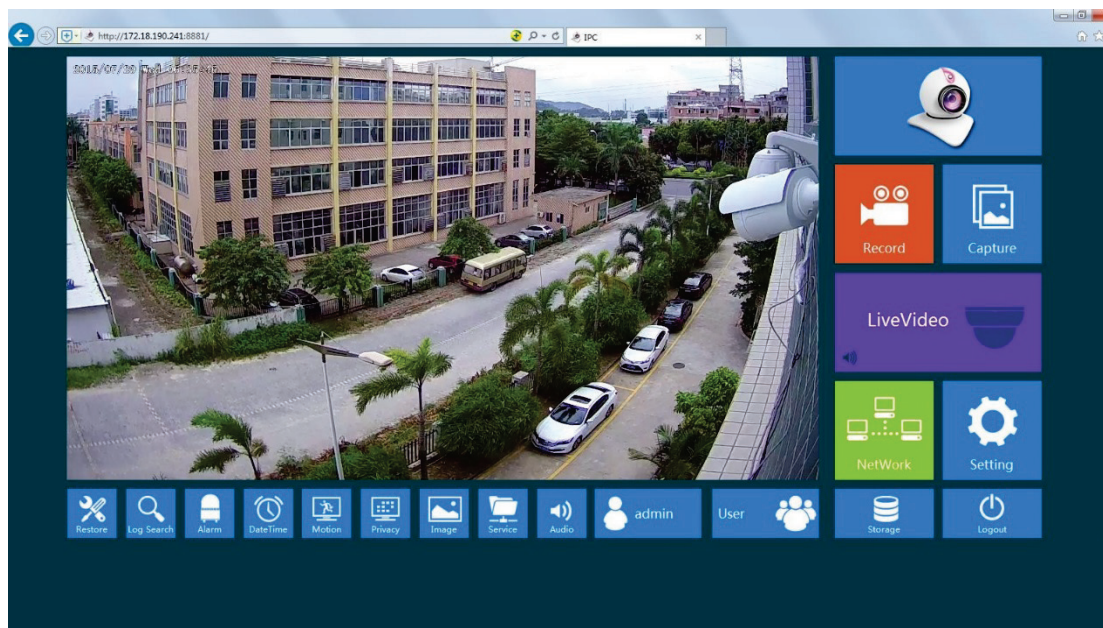 http://172.18.190.241:8881/
IPC
Record
Capture
LiveVideo
NetWork
Setting
Restore
Log Search
Alarm
DateTime
Motion
Privacy
Image
Service
Audio
admin
User
Storage
Logout